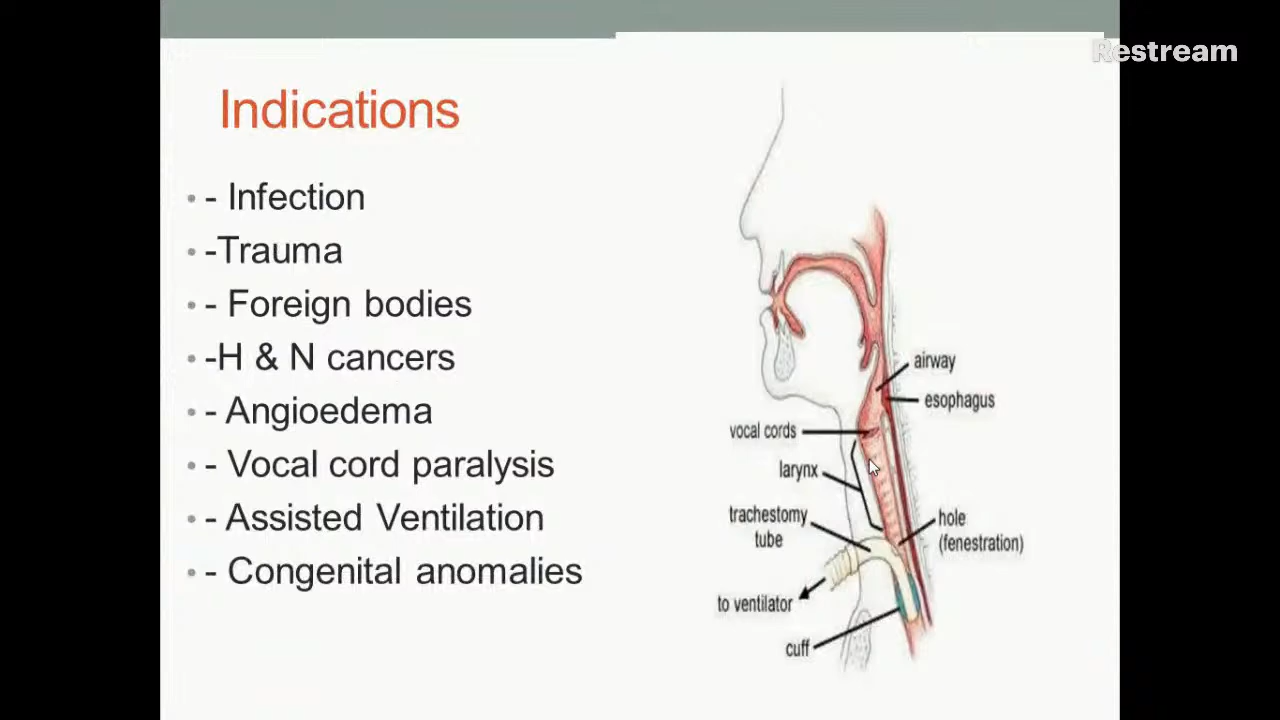 Restream
Indications
• - Infection
• -Trauma
• - Foreign bodies
• -H & N cancers
• - Angioedema
• - Vocal cord paralysis
• - Assisted Ventilation
• - Congenital anomalies
airway
esophagus
vocal cords
larynx
trachestomy
tube
hole
(fenestration)
to ventilator
cuff